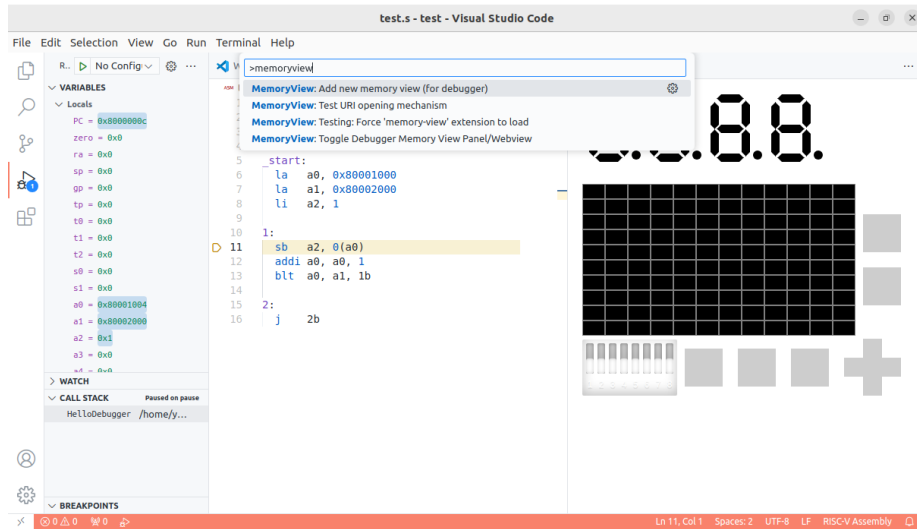 test.s - test - Visual Studio Code
File Edit Selection View Go Run Terminal Help
R.. No Config
VARIABLES
Locals
PC = 0x8000000c
zero = 0x0
ra = 0x0
sp = 0x0
gp = 0x0
tp = 0x0
t0 = 0x0
t1 = 0x0
t2 = 0x0
s0 = 0x0
s1 = 0x0
a0 = 0x80001004
a1 = 0x80002000
a2 = 0x1
a3 = 0x0
WATCH
CALL STACK Paused on pause
HelloDebugger /home/y...
BREAKPOINTS
>memoryview
MemoryView: Add new memory view (for debugger)
MemoryView: Test URI opening mechanism
MemoryView: Testing: Force 'memory-view' extension to load
MemoryView: Toggle Debugger Memory View Panel/Webview
5 _start:
6 la a0, 0x80001000
7 la a1, 0x80002000
8 li a2, 1
9
10 1:
11 sb a2, 0(a0)
12 addi a0, a0, 1
13 blt a0, a1, 1b
14
15 2:
16 j 2b
1
0 0 0 Ln 11, Col 1 Spaces: 2 UTF-8 LF RISC-V Assembly